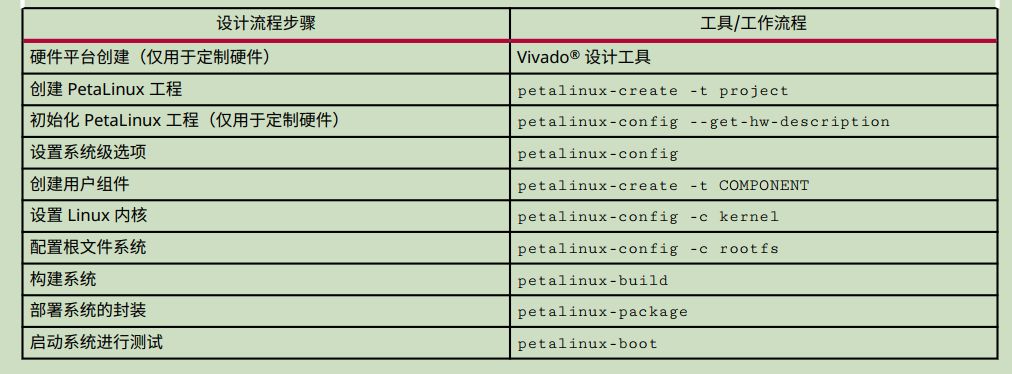 设计流程步骤 工具/工作流程
硬件平台创建（仅用于定制硬件） Vivado® 设计工具
创建 PetaLinux 工程 petalinux-create -t project
初始化 PetaLinux 工程（仅用于定制硬件） petalinux-config --get-hw-description
设置系统级选项 petalinux-config
创建用户组件 petalinux-create -t COMPONENT
设置 Linux 内核 petalinux-config -c kernel
配置根文件系统 petalinux-config -c rootfs
构建系统 petalinux-build
部署系统的封装 petalinux-package
启动系统进行测试 petalinux-boot